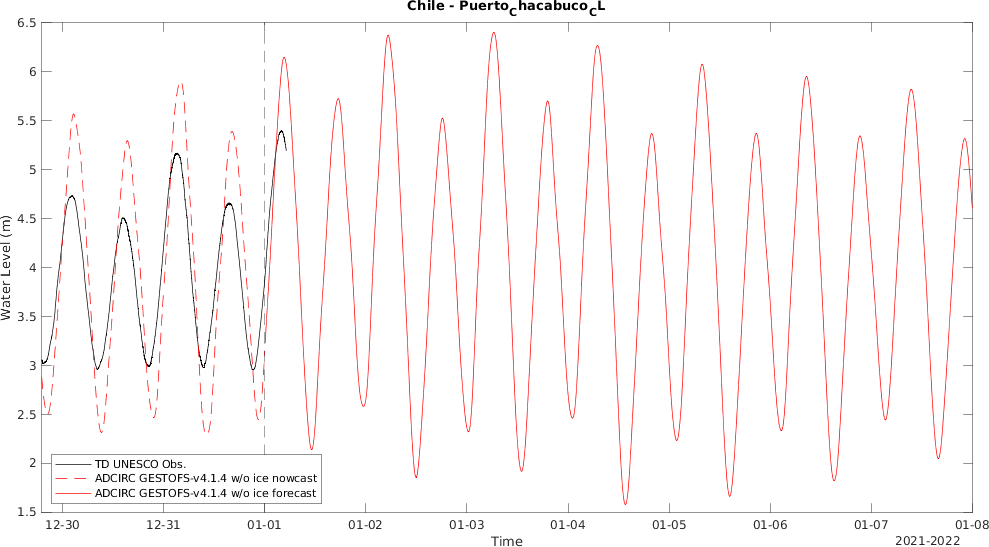 Chile - Puerto_Chacabuco_CL
6.5
6
5.5
5
4.5
4
3.5
3
2.5
2
1.5
Water Level (m)
TD UNESCO Obs.
ADCIRC GESTOFS-v4.1.4 w/o ice nowcast
ADCIRC GESTOFS-v4.1.4 w/o ice forecast
12-30 12-31 01-01 01-02 01-03 01-04 01-05 01-06 01-07 01-08
Time
2021-2022